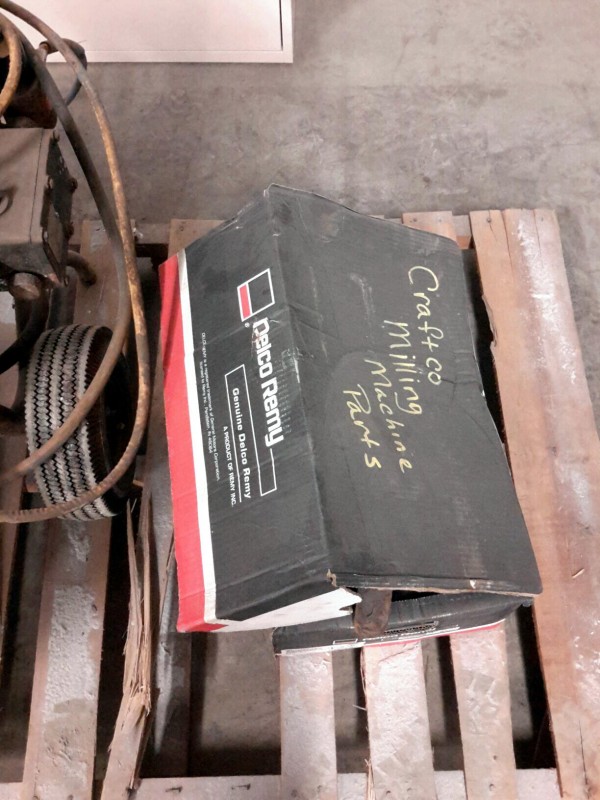 Craftco
Milling
Machine
Parts
Delco Remy
Genuine Delco Remy
A PRODUCT OF REMY INC.